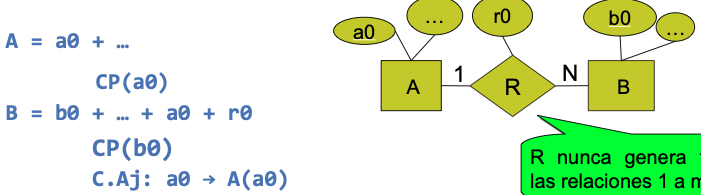 A = a0 + …
CP(a0)
B = b0 + … + a0 + r0
CP(b0)
C.Aj: a0 → A(a0)
a0
…
r0
b0
…
A
1
R
N
B
R nunca genera
las relaciones 1 a